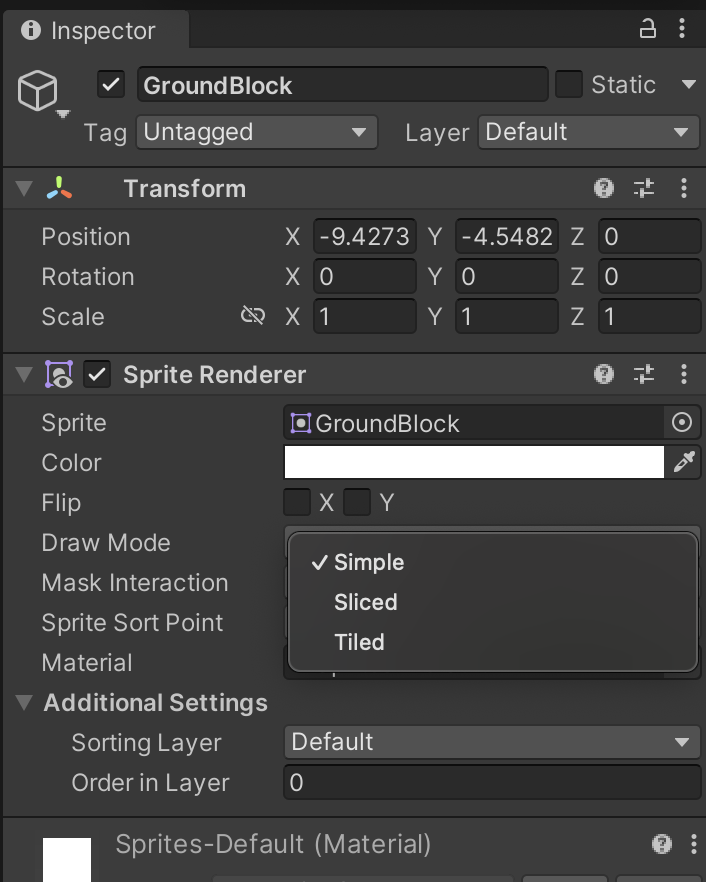 Inspector
GroundBlock Static
Tag Untagged Layer Default
Transform
Position X -9.4273 Y -4.5482 Z 0
Rotation X 0 Y 0 Z 0
Scale X 1 Y 1 Z 1
Sprite Renderer
Sprite GroundBlock
Color
Flip X Y
Draw Mode
Simple
Mask Interaction
Sliced
Sprite Sort Point
Tiled
Material
Additional Settings
Sorting Layer Default
Order in Layer 0
Sprites-Default (Material)